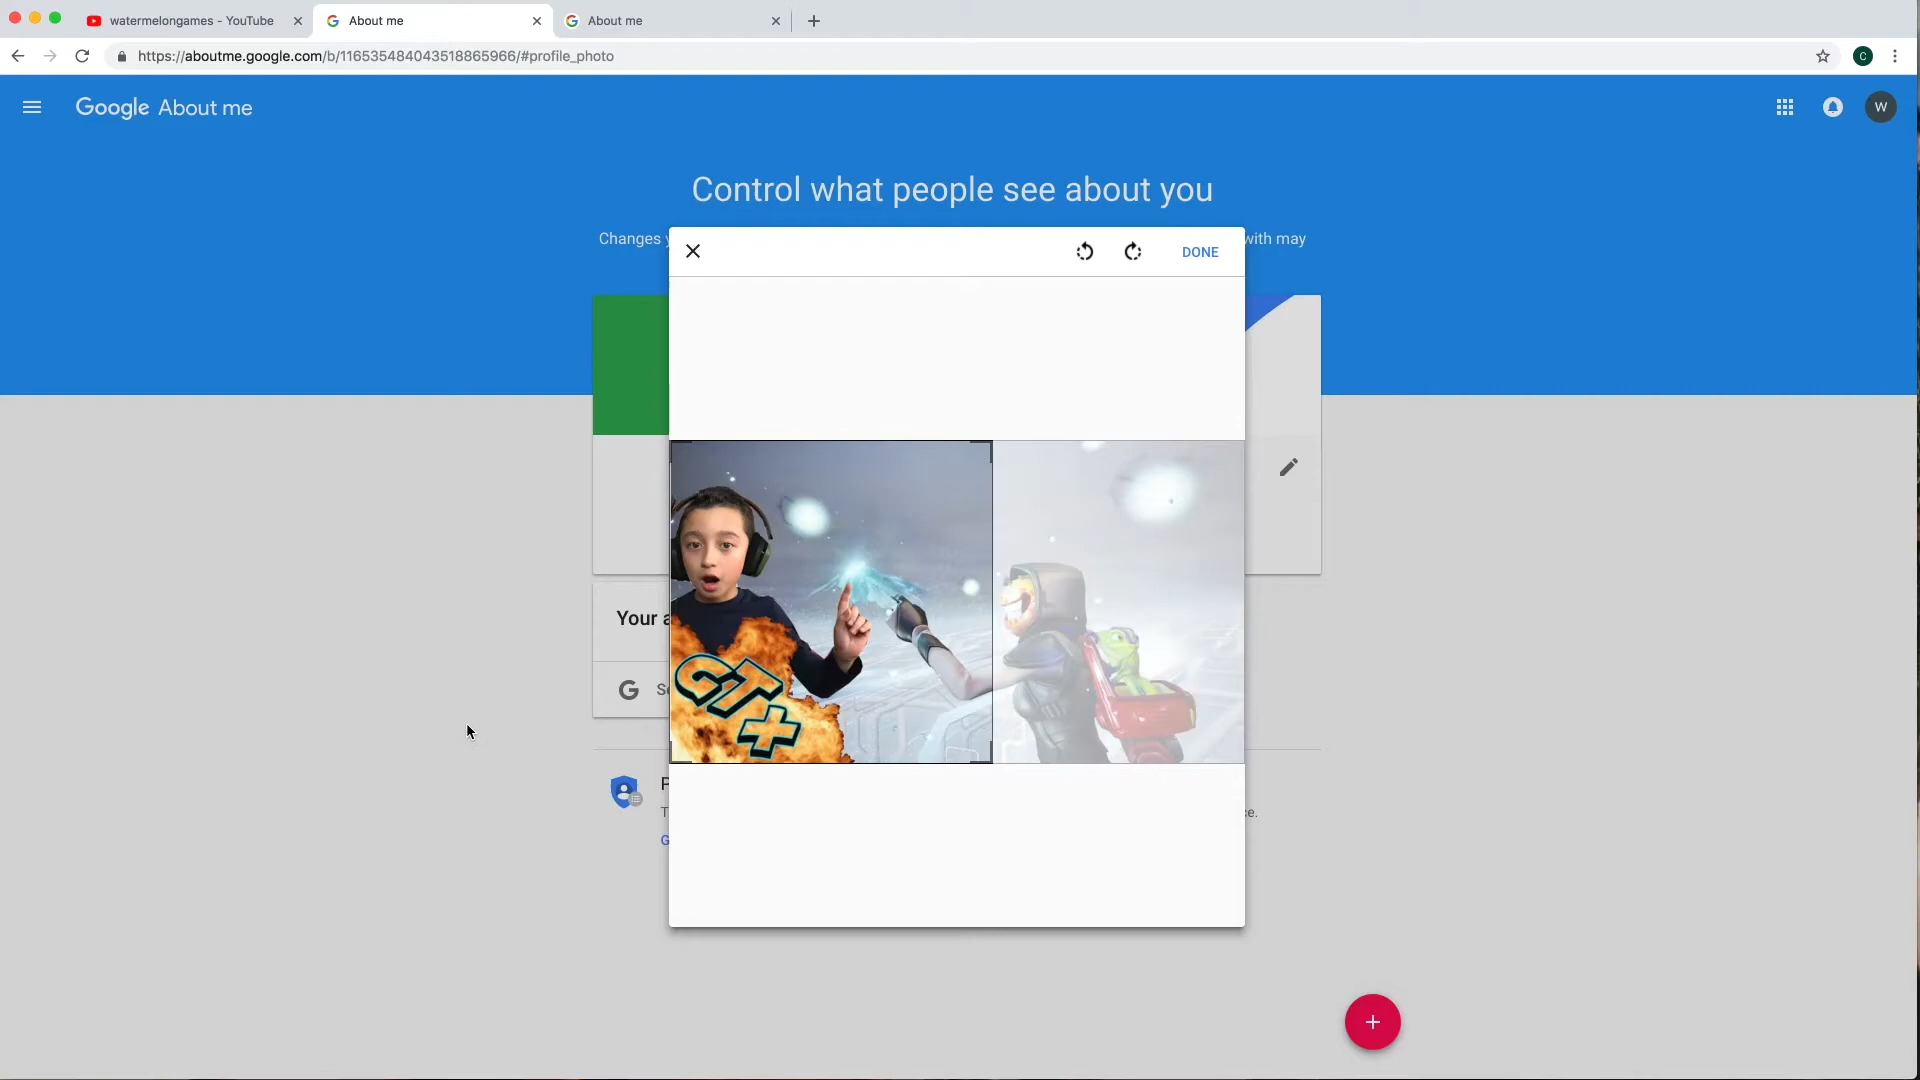 watermelongames - YouTube
About me
About me
https://aboutme.google.com/b/116535484043518865966/#profile_photo
C
Google About me
W
Control what people see about you
Changes
with may
DONE
Your a
GT+
G